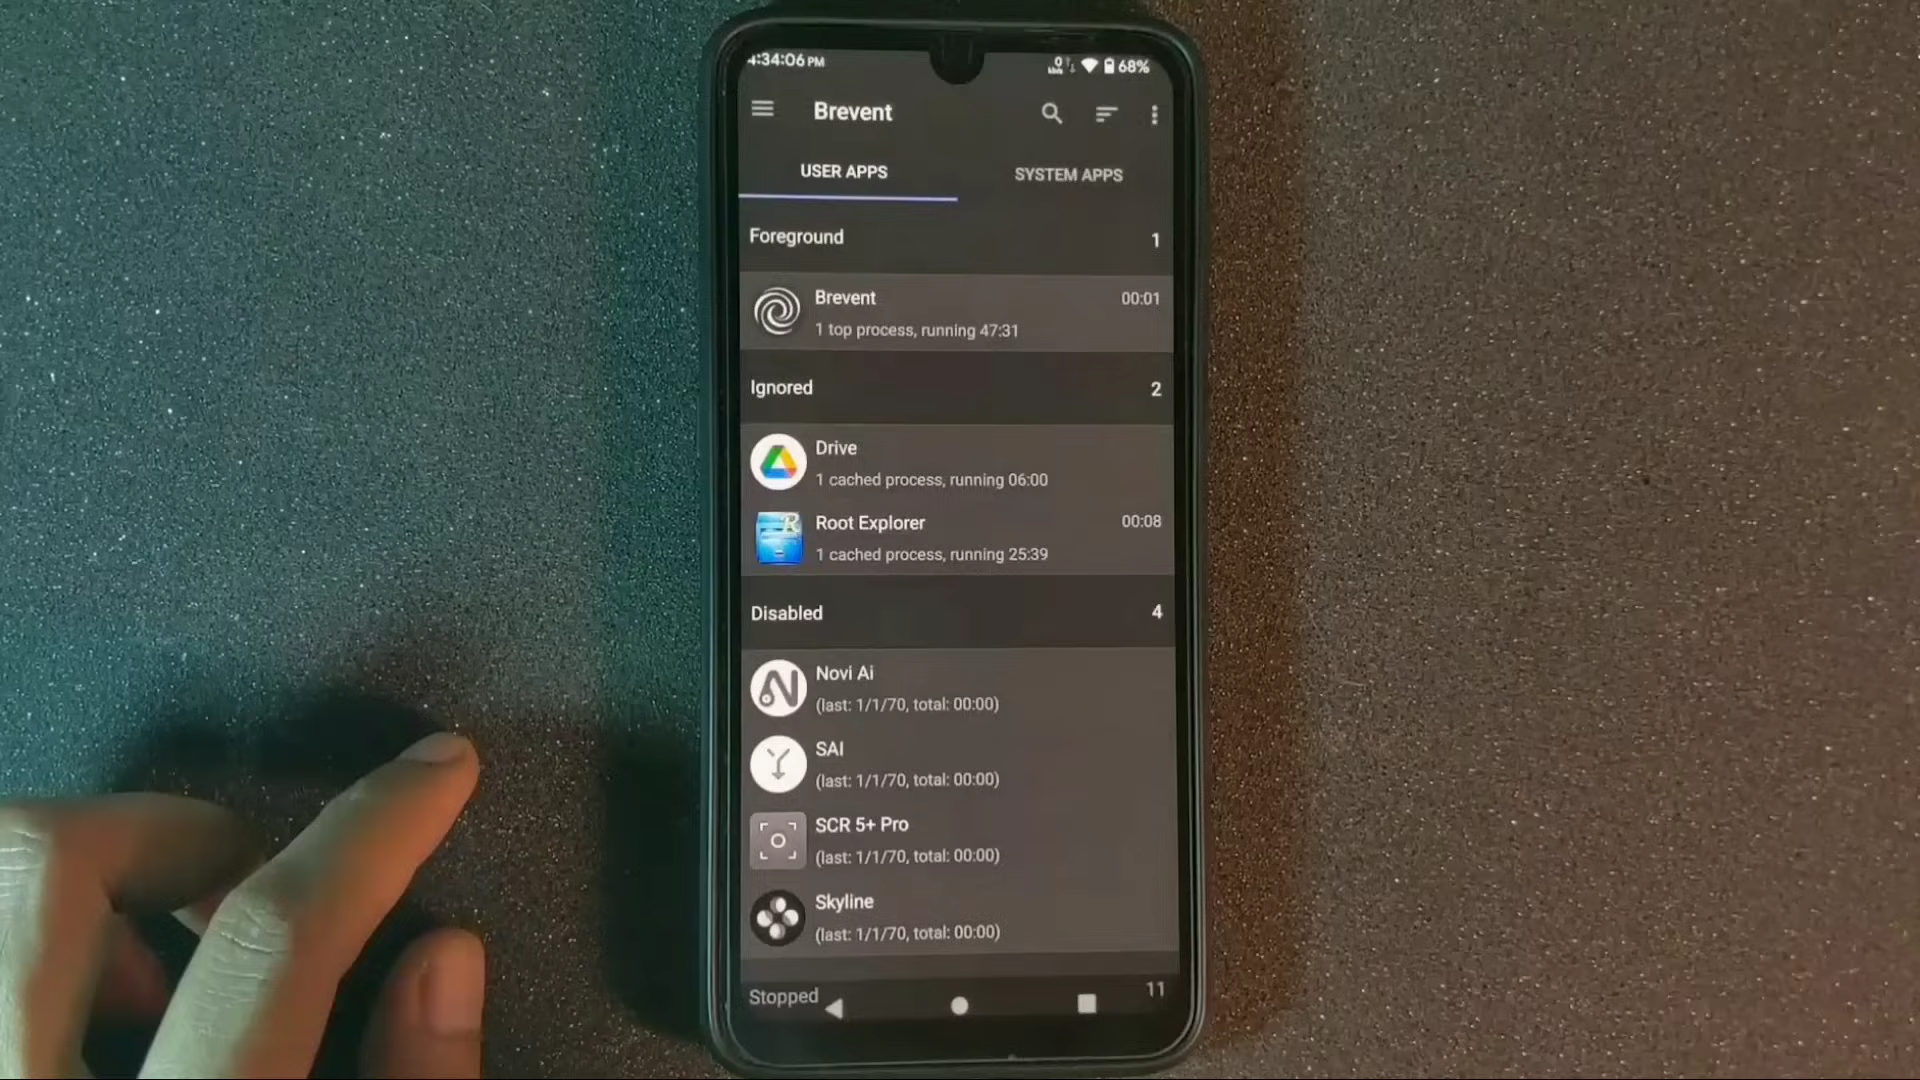 4:34:06 PM
0
68%
Brevent
USER APPS
SYSTEM APPS
Foreground
1
Brevent
00:01
1 top process, running 47:31
Ignored
2
Drive
1 cached process, running 06:00
Root Explorer
00:08
1 cached process, running 25:39
Disabled
4
Novi Ai
(last: 1/1/70, total: 00:00)
SAI
(last: 1/1/70, total: 00:00)
SCR 5+ Pro
(last: 1/1/70, total: 00:00)
Skyline
(last: 1/1/70, total: 00:00)
Stopped
11